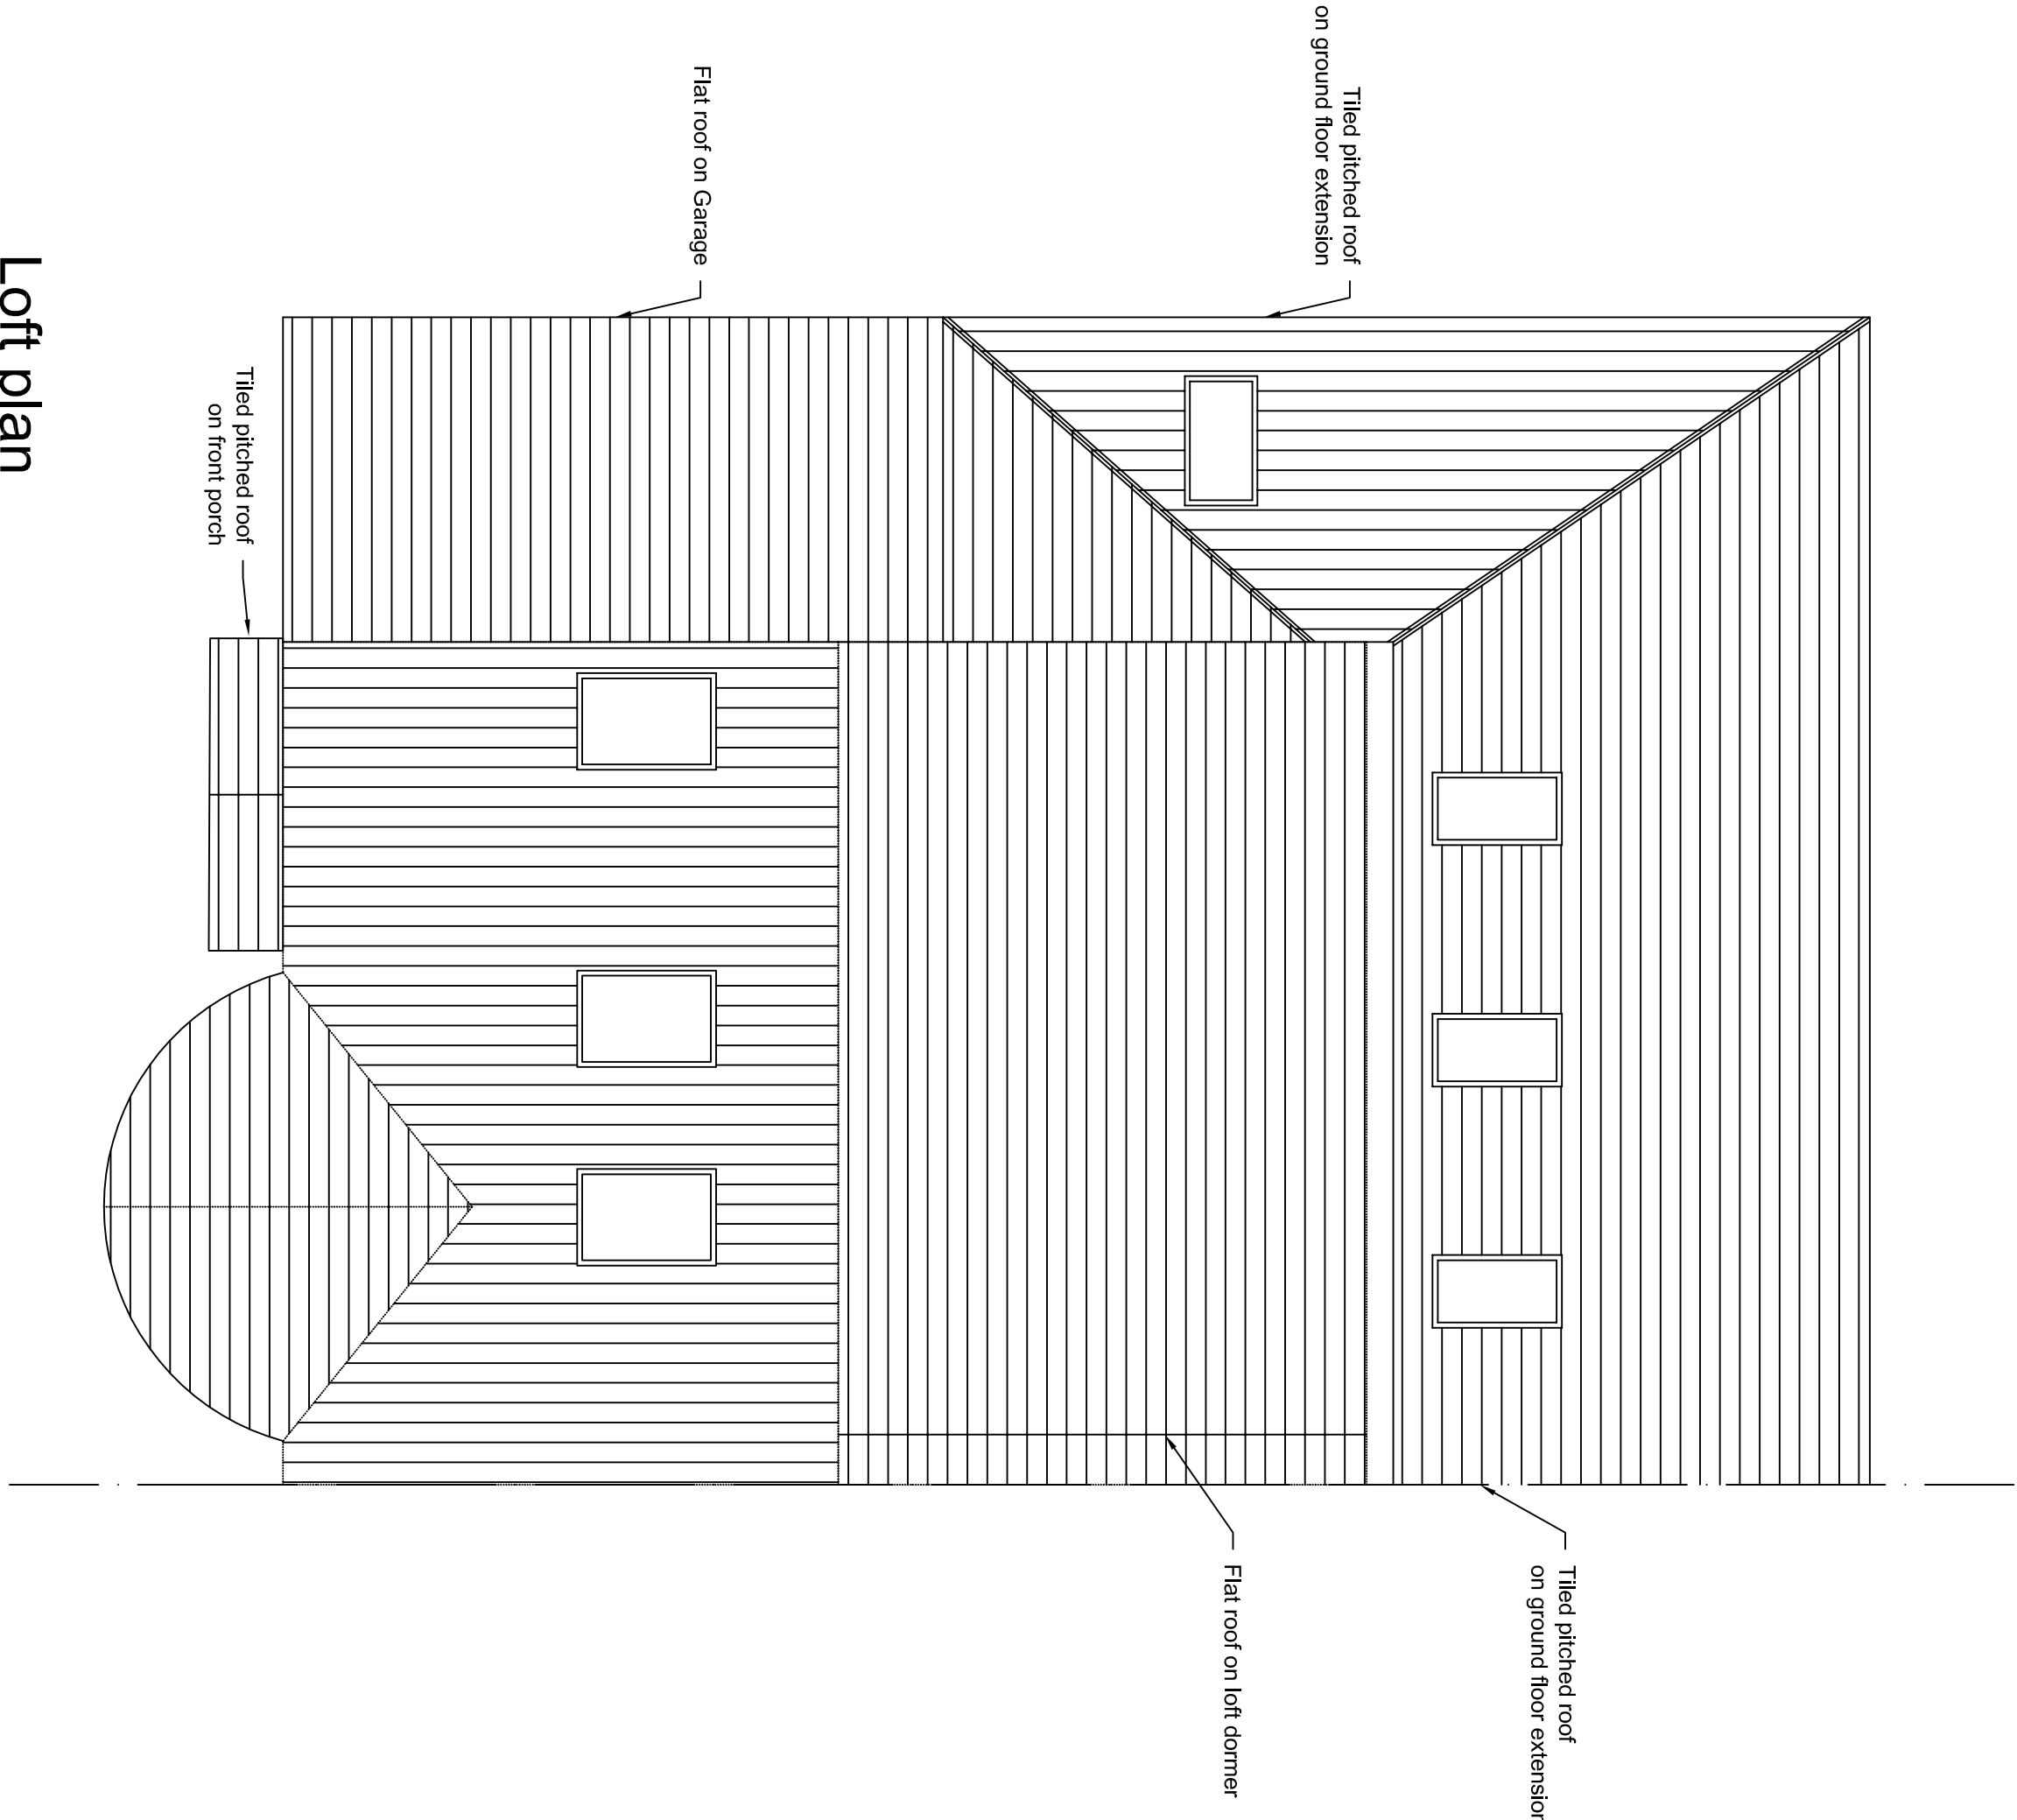 Tiled pitched roof
on ground floor extension
Flat roof on Garage
Tiled pitched roof
on front porch
Tiled pitched roof
on ground floor extension
Flat roof on loft dormer
Loft plan